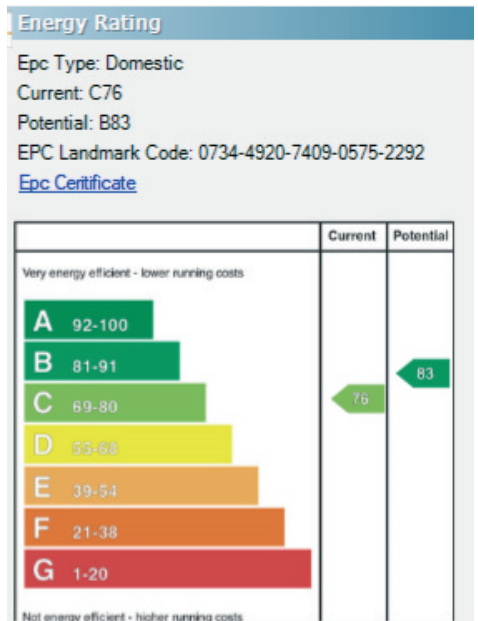 Energy Rating
Epc Type: Domestic
Current: C76
Potential: B83
EPC Landmark Code: 0734-4920-7409-0575-2292
Epc Ceritificate
Current Potential
Very energy efficient - lower running costs
A 92-100
B 81-91
83
C 69-80
76
D 55-68
E 39-54
F 21-38
G 1-20
Not energy efficient - higher running costs